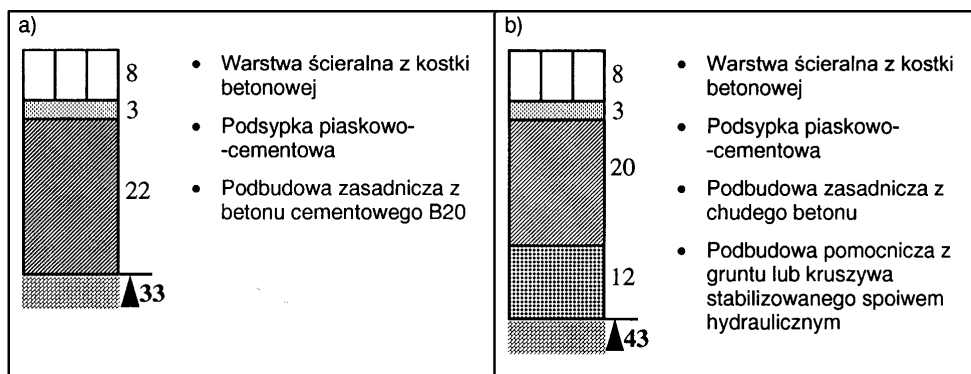 a)
8
3
22
33
• Warstwa ścieralna z kostki
betonowej
• Podsypka piaskowo-
-cementowa
• Podbudowa zasadnicza z
betonu cementowego B20
b)
8
3
20
12
43
• Warstwa ścieralna z kostki
betonowej
• Podsypka piaskowo-
-cementowa
• Podbudowa zasadnicza z
chudego betonu
• Podbudowa pomocnicza z
gruntu lub kruszywa
stabilizowanego spoiwem
hydraulicznym